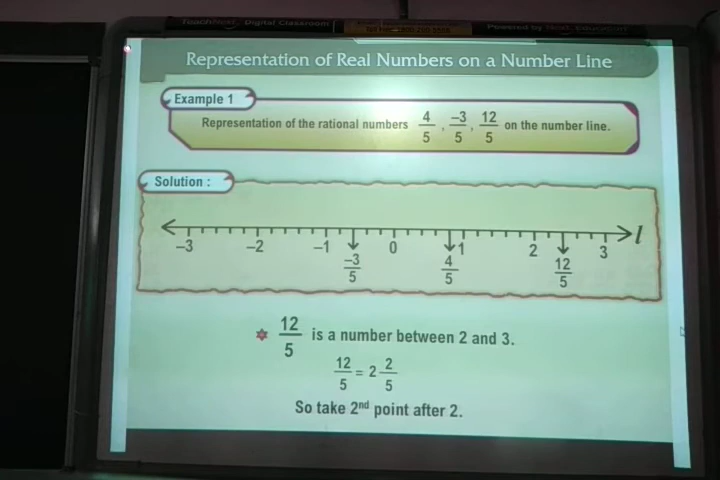 TeachNext Digital Classroom
Representation of Real Numbers on a Number Line
Example 1
Representation of the rational numbers 4/5, -3/5, 12/5 on the number line.
Solution :
-3 -2 -1 0 1 2 3 l
-3/5 4/5 12/5
12/5 is a number between 2 and 3.
12/5 = 2 2/5
So take 2nd point after 2.